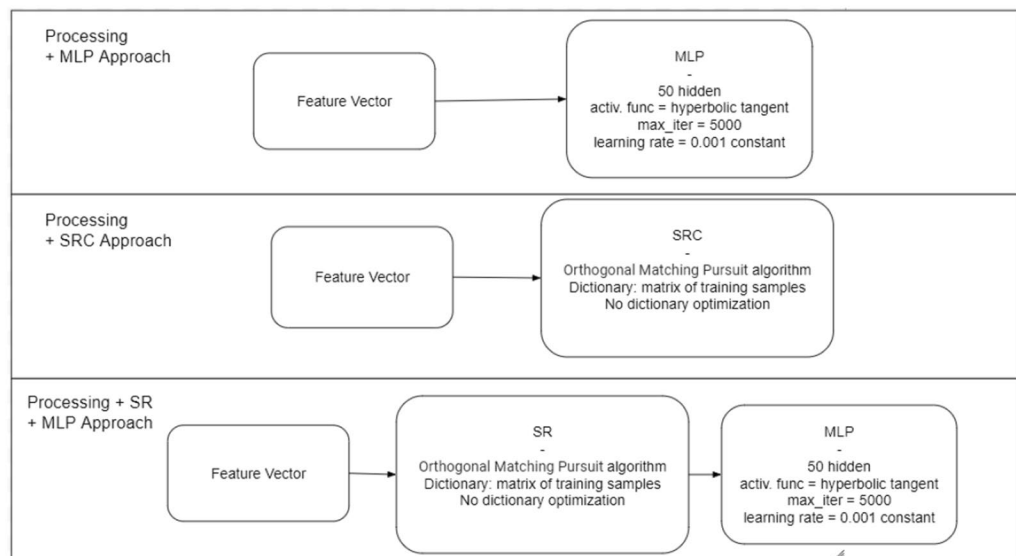 Processing
+ MLP Approach
Feature Vector
MLP
-
50 hidden
activ. func = hyperbolic tangent
max_iter = 5000
learning rate = 0.001 constant
Processing
+ SRC Approach
Feature Vector
SRC
-
Orthogonal Matching Pursuit algorithm
Dictionary: matrix of training samples
No dictionary optimization
Processing + SR
+ MLP Approach
Feature Vector
SR
-
Orthogonal Matching Pursuit algorithm
Dictionary: matrix of training samples
No dictionary optimization
MLP
-
50 hidden
activ. func = hyperbolic tangent
max_iter = 5000
learning rate = 0.001 constant